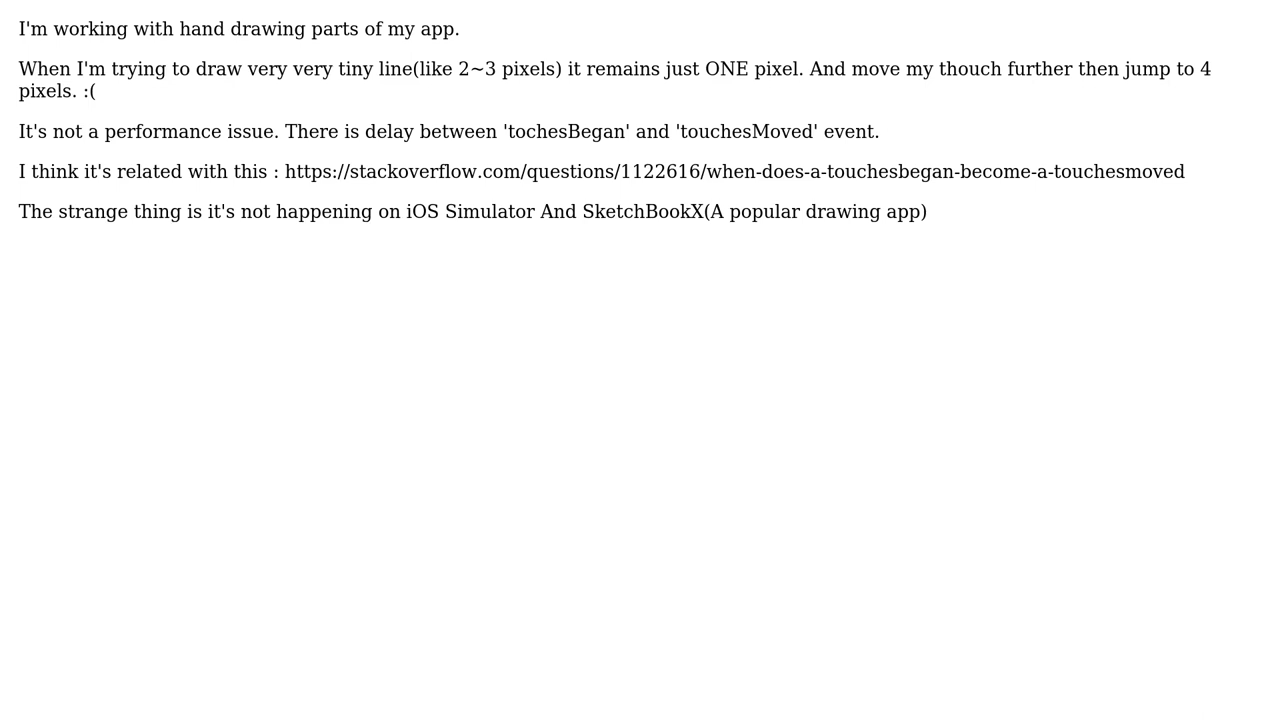 I'm working with hand drawing parts of my app.
When I'm trying to draw very very tiny line(like 2~3 pixels) it remains just ONE pixel. And move my thouch further then jump to 4
pixels. :(
It's not a performance issue. There is delay between 'tochesBegan' and 'touchesMoved' event.
I think it's related with this : https://stackoverflow.com/questions/1122616/when-does-a-touchesbegan-become-a-touchesmoved
The strange thing is it's not happening on iOS Simulator And SketchBookX(A popular drawing app)